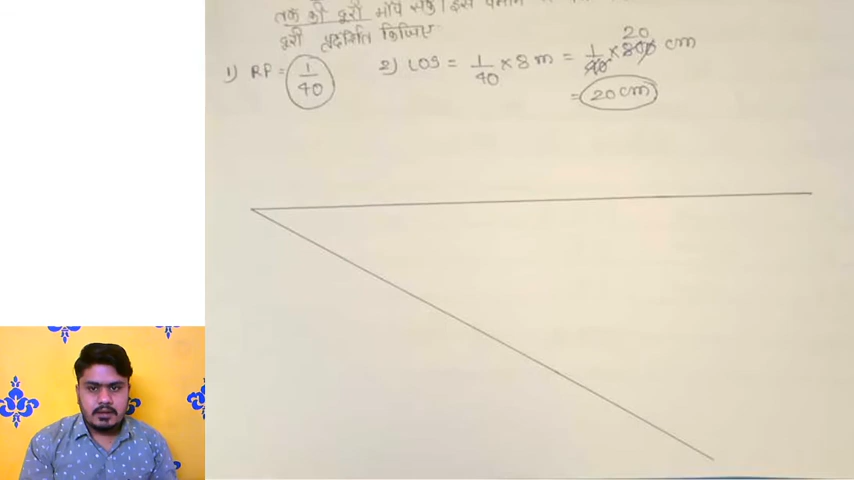 तक की दूरी मापे सके। इस पैमाने
दूरी प्रदर्शित किजिए
1) RF = 1/40
2) LOS = 1/40 × 8 m = 1/40 × 800 cm
20
= 20 cm